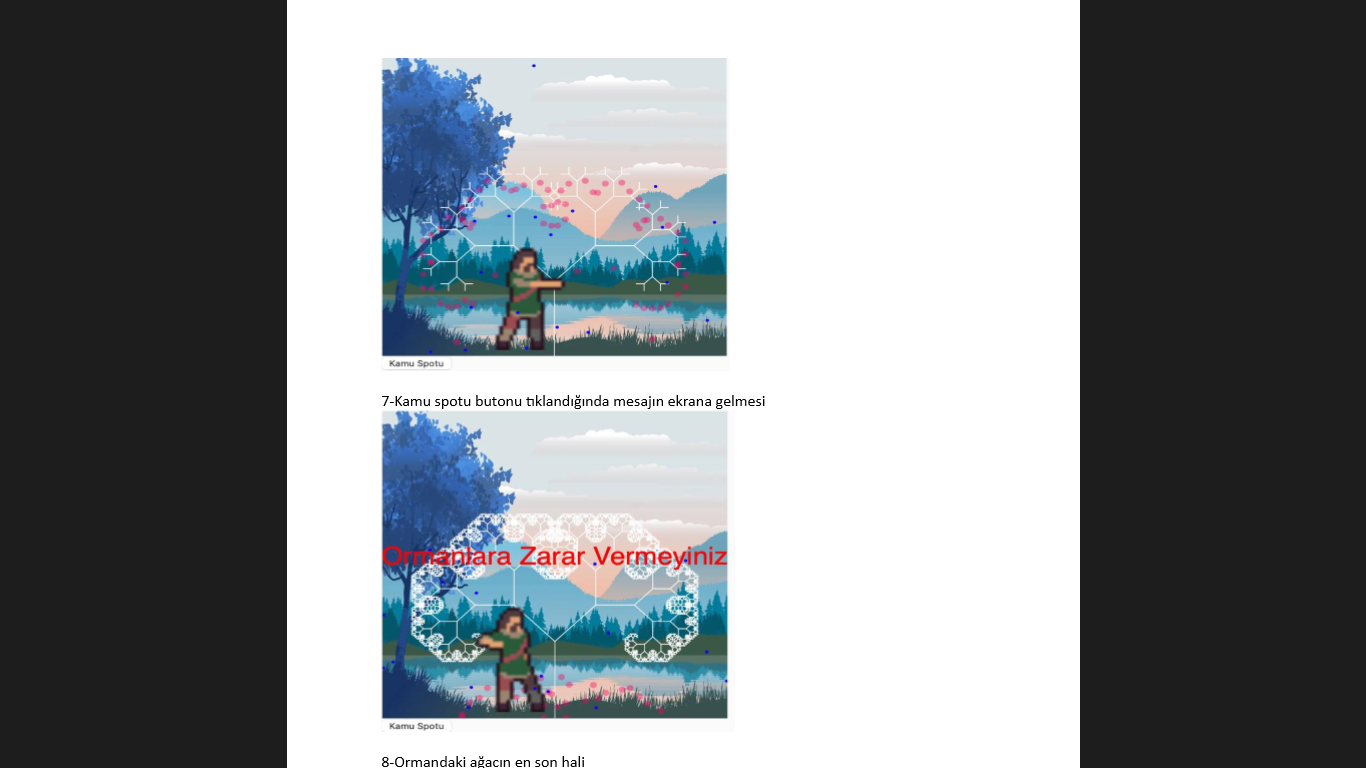 Kamu Spotu
7-Kamu spotu butonu tıklandığında mesajın ekrana gelmesi
Ormanlara Zarar Vermeyiniz
Kamu Spotu
8-Ormandaki ağacın en son hali